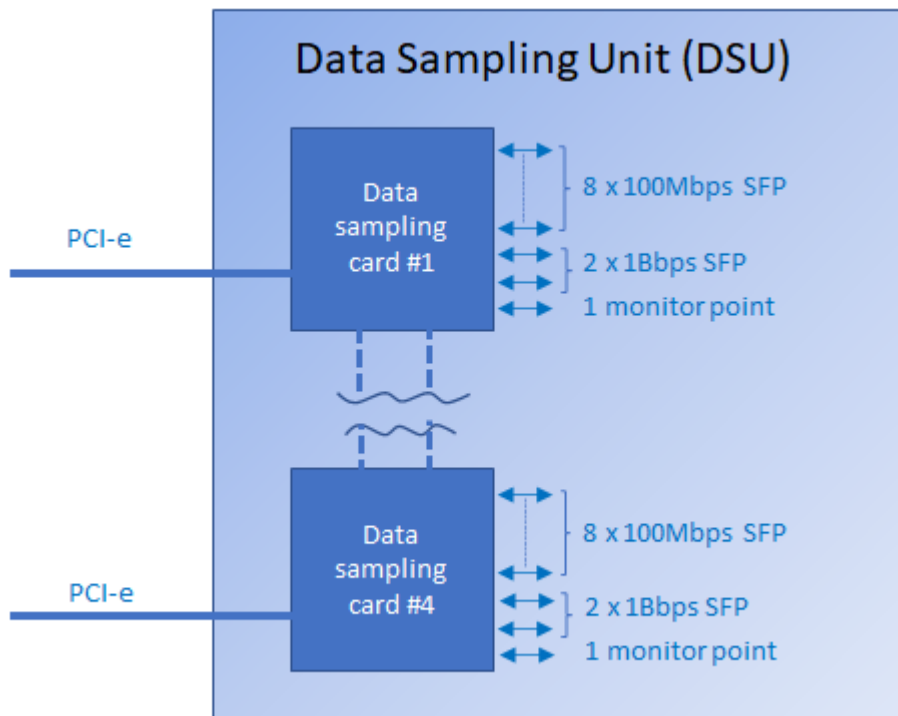 Data Sampling Unit (DSU)
Data
sampling
card #1
8 x 100Mbps SFP
PCI-e
2 x 1Bbps SFP
1 monitor point
Data
sampling
card #4
8 x 100Mbps SFP
PCI-e
2 x 1Bbps SFP
1 monitor point